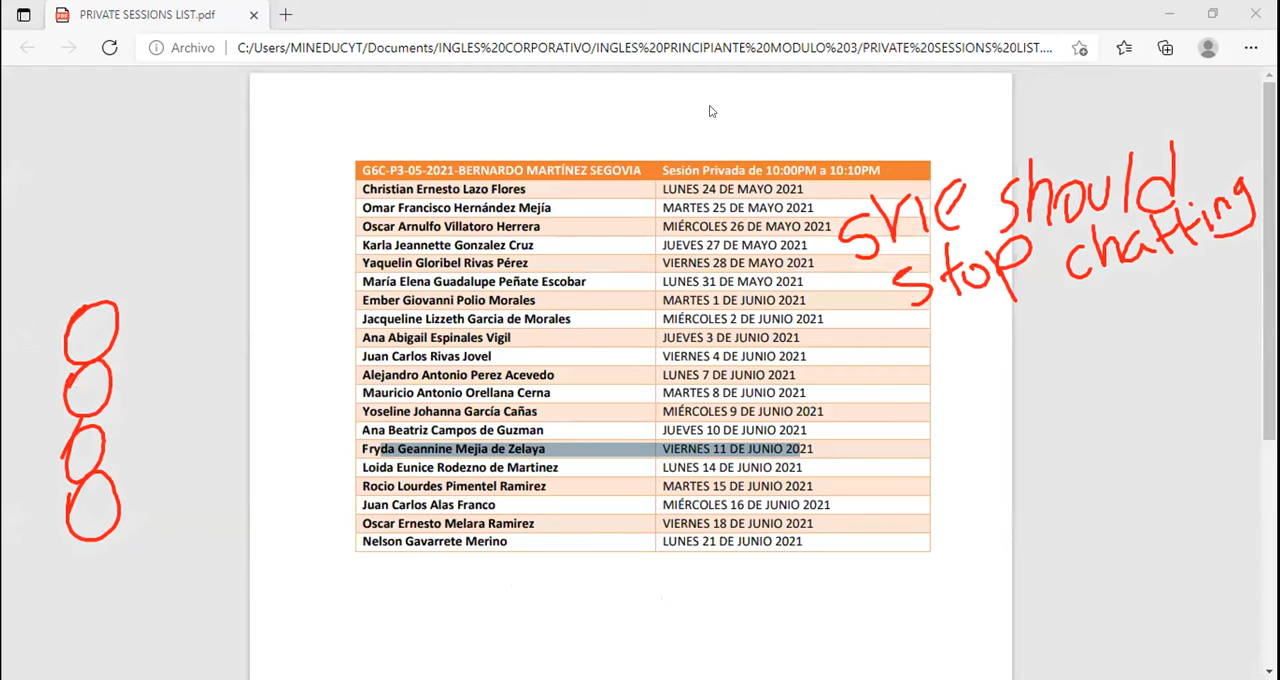 PRIVATE SESSIONS LIST.pdf
Archivo C:/Users/MINEDUCYT/Documents/INGLES%20CORPORATIVO/INGLES%20PRINCIPIANTE%20MODULO%203/PRIVATE%20SESSIONS%20LIST....
G6C-P3-05-2021-BERNARDO MARTÍNEZ SEGOVIA Sesión Privada de 10:00PM a 10:10PM
Christian Ernesto Lazo Flores LUNES 24 DE MAYO 2021
Omar Francisco Hernández Mejía MARTES 25 DE MAYO 2021
Oscar Arnulfo Villatoro Herrera MIÉRCOLES 26 DE MAYO 2021
Karla Jeannette Gonzalez Cruz JUEVES 27 DE MAYO 2021
Yaquelin Gloribel Rivas Pérez VIERNES 28 DE MAYO 2021
María Elena Guadalupe Peñate Escobar LUNES 31 DE MAYO 2021
Ember Giovanni Polio Morales MARTES 1 DE JUNIO 2021
Jacqueline Lizzeth Garcia de Morales MIÉRCOLES 2 DE JUNIO 2021
Ana Abigail Espinales Vigil JUEVES 3 DE JUNIO 2021
Juan Carlos Rivas Jovel VIERNES 4 DE JUNIO 2021
Alejandro Antonio Perez Acevedo LUNES 7 DE JUNIO 2021
Mauricio Antonio Orellana Cerna MARTES 8 DE JUNIO 2021
Yoseline Johanna García Cañas MIÉRCOLES 9 DE JUNIO 2021
Ana Beatriz Campos de Guzman JUEVES 10 DE JUNIO 2021
Fryda Geannine Mejia de Zelaya VIERNES 11 DE JUNIO 2021
Loida Eunice Rodezno de Martinez LUNES 14 DE JUNIO 2021
Rocio Lourdes Pimentel Ramirez MARTES 15 DE JUNIO 2021
Juan Carlos Alas Franco MIÉRCOLES 16 DE JUNIO 2021
Oscar Ernesto Melara Ramirez VIERNES 18 DE JUNIO 2021
Nelson Gavarrete Merino LUNES 21 DE JUNIO 2021
she should
stop chatting